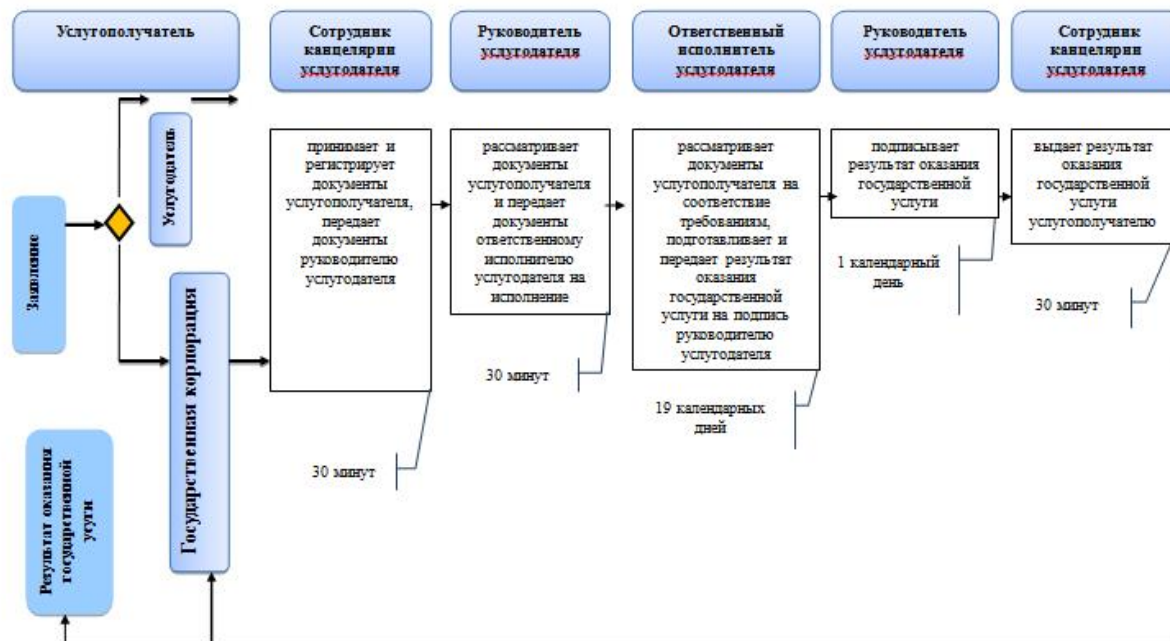 Услугополучатель
Сотрудник
канцелярии
услугодателя
Руководитель
услугодателя
Ответственный
исполнитель
услугодателя
Руководитель
услугодателя
Сотрудник
канцелярии
услугодателя
Заявление
Услугодатель
Государственная корпорация
Результат оказания
государственной
усуги
принимает и
регистрирует
документы
услугополучателя,
передает
документы
руководителю
услугодателя
30 минут
рассматривает
документы
услугополучателя
и передает
документы
ответственному
исполнителю
услугодателя на
исполнение
30 минут
рассматривает
документы
услугополучателя на
соответствие
требованиям,
подготавливает и
передает результат
оказания
государственной
услуги на подпись
руководителю
услугодателя
19 календарных
дней
подписывает
результат оказания
государственной
услуги
1 календарный
день
выдает результат
оказания
государственной
услуги
услугополучателю
30 минут